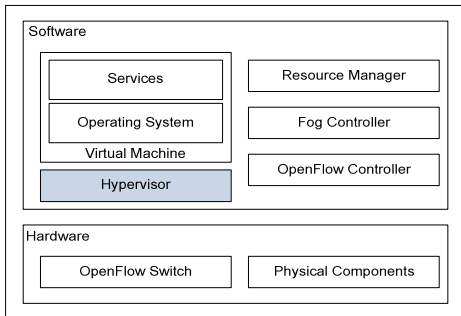 Software
Services
Operating System
Virtual Machine
Hypervisor
Resource Manager
Fog Controller
OpenFlow Controller
Hardware
OpenFlow Switch
Physical Components